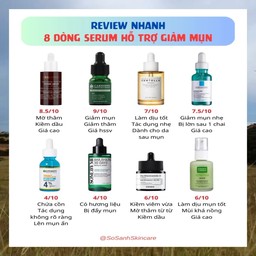 REVIEW NHANH
8 DÒNG SERUM HỖ TRỢ GIẢM MỤN
8.5/10
Mờ thâm
Kiềm dầu
Giá cao
9/10
Giảm mụn
Giảm thâm
Giá hssv
7/10
Làm dịu tốt
Tác dụng nhẹ
Dành cho da
sau mụn
7.5/10
Giảm mụn nhẹ
Bị lờn sau 1 chai
Giá cao
4/10
Chứa cồn
Tác dụng
không rõ ràng
Lên mụn ẩn
4/10
Có hương liệu
Bị đẩy mụn
6/10
Kiềm viêm vừa
Mờ thâm từ từ
Kiềm dầu
6/10
Làm dịu mụn tốt
Mùi khá nồng
Giá cao
@SoSanhSkincare